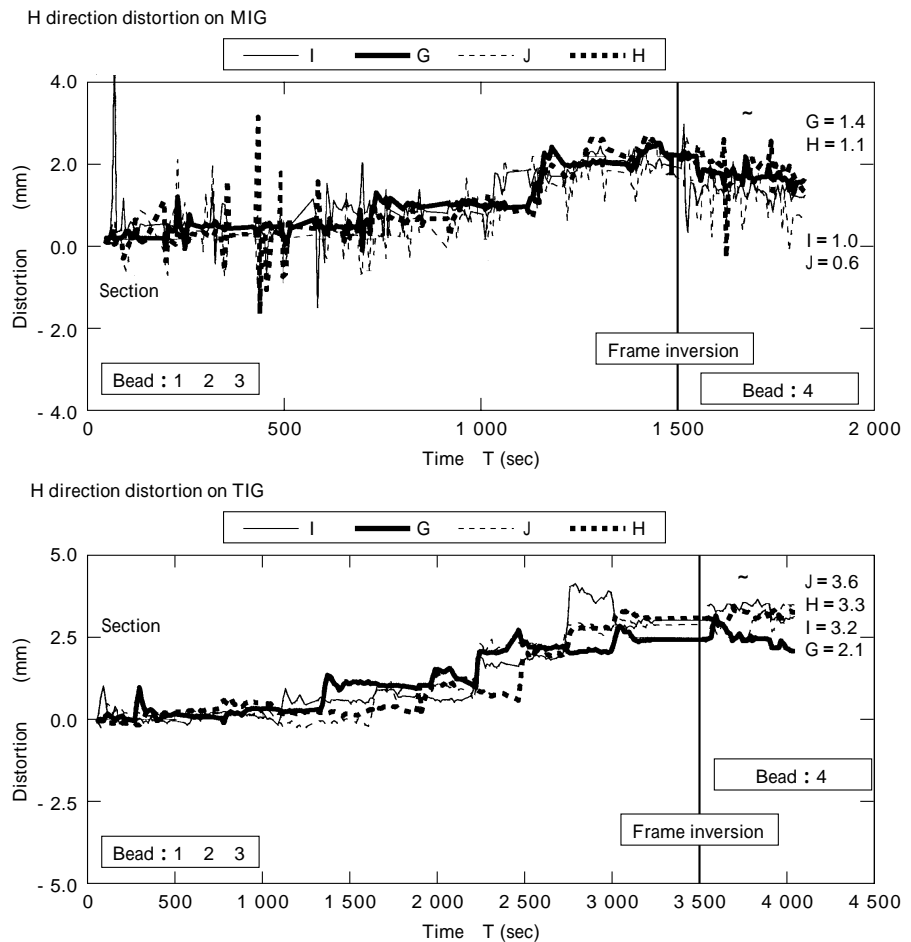 H direction distortion on MIG
I G J H
4.0
2.0
0.0
- 2.0
- 4.0
Distortion (mm)
~
G = 1.4
H = 1.1
I = 1.0
J = 0.6
Section
Frame inversion
Bead : 1 2 3
Bead : 4
0 500 1 000 1 500 2 000
Time T (sec)
H direction distortion on TIG
I G J H
5.0
2.5
0.0
- 2.5
- 5.0
Distortion (mm)
~
J = 3.6
H = 3.3
I = 3.2
G = 2.1
Section
Bead : 4
Frame inversion
Bead : 1 2 3
0 500 1 000 1 500 2 000 2 500 3 000 3 500 4 000 4 500
Time T (sec)